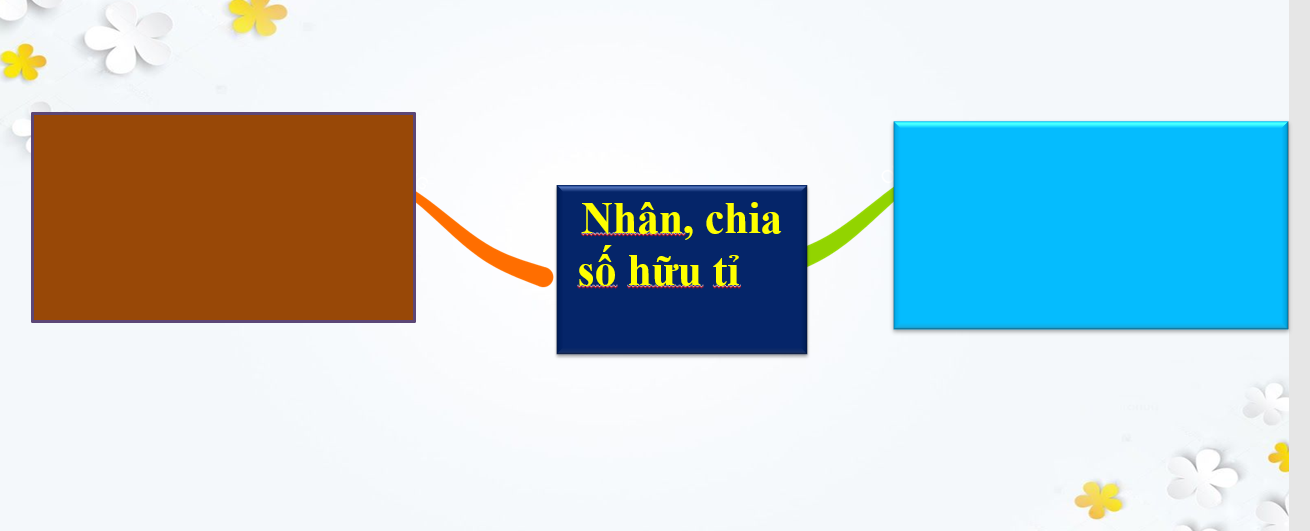 Nhân, chia
số hữu tỉ